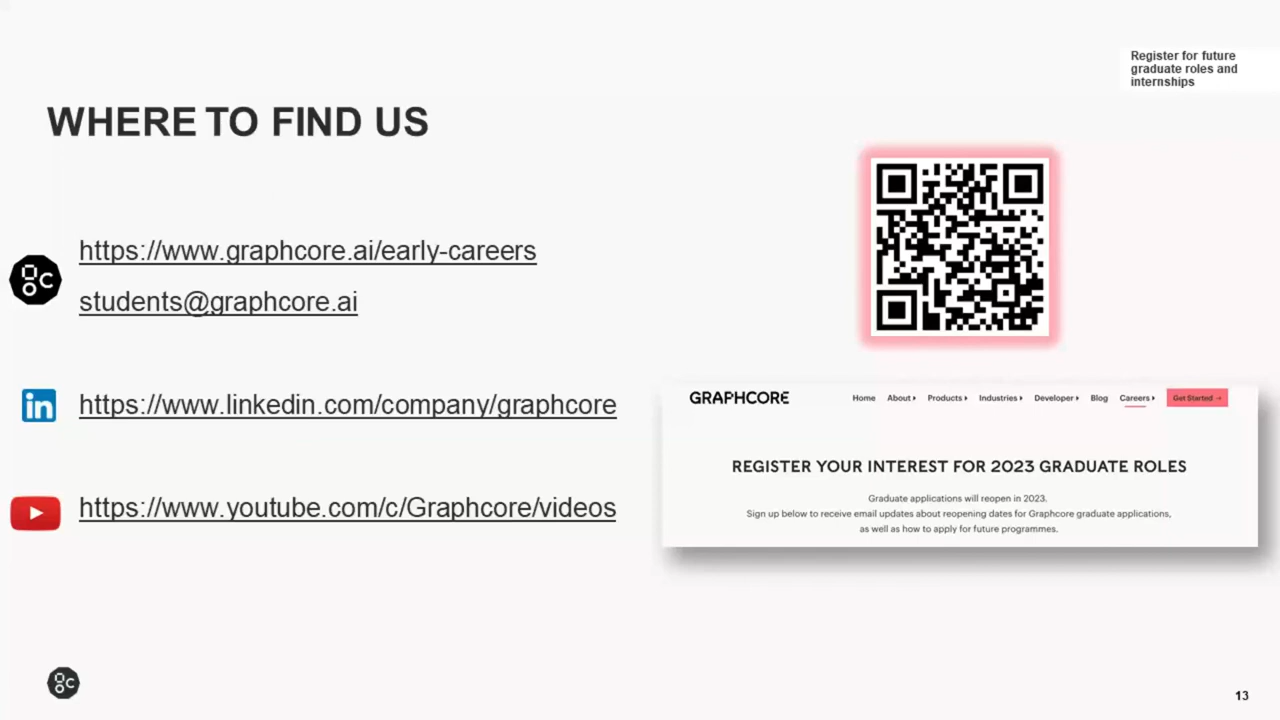 Register for future
graduate roles and
internships
WHERE TO FIND US
https://www.graphcore.ai/early-careers
students@graphcore.ai
https://www.linkedin.com/company/graphcore
https://www.youtube.com/c/Graphcore/videos
GRAPHCORE Home About Products Industries Developer Blog Careers Get Started →
REGISTER YOUR INTEREST FOR 2023 GRADUATE ROLES
Graduate applications will reopen in 2023.
Sign up below to receive email updates about reopening dates for Graphcore graduate applications,
as well as how to apply for future programmes.
13